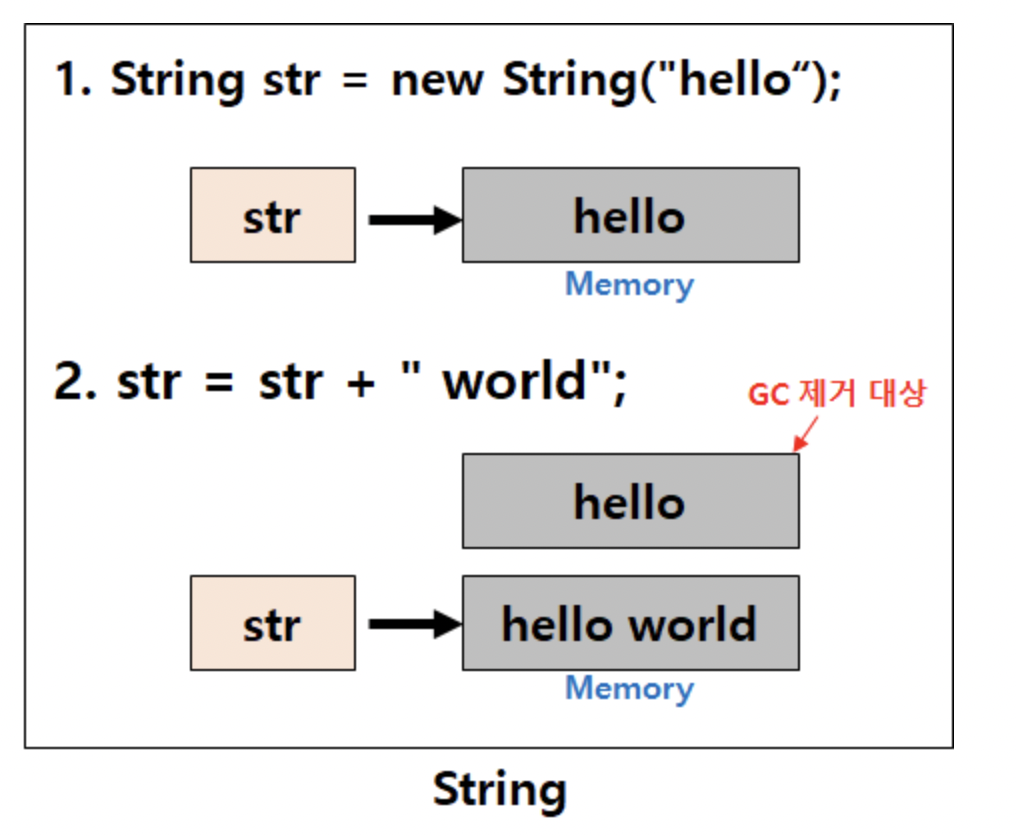 1. String str = new String("hello“);
str
hello
Memory
2. str = str + " world";
GC 제거 대상
hello
str
hello world
Memory
String